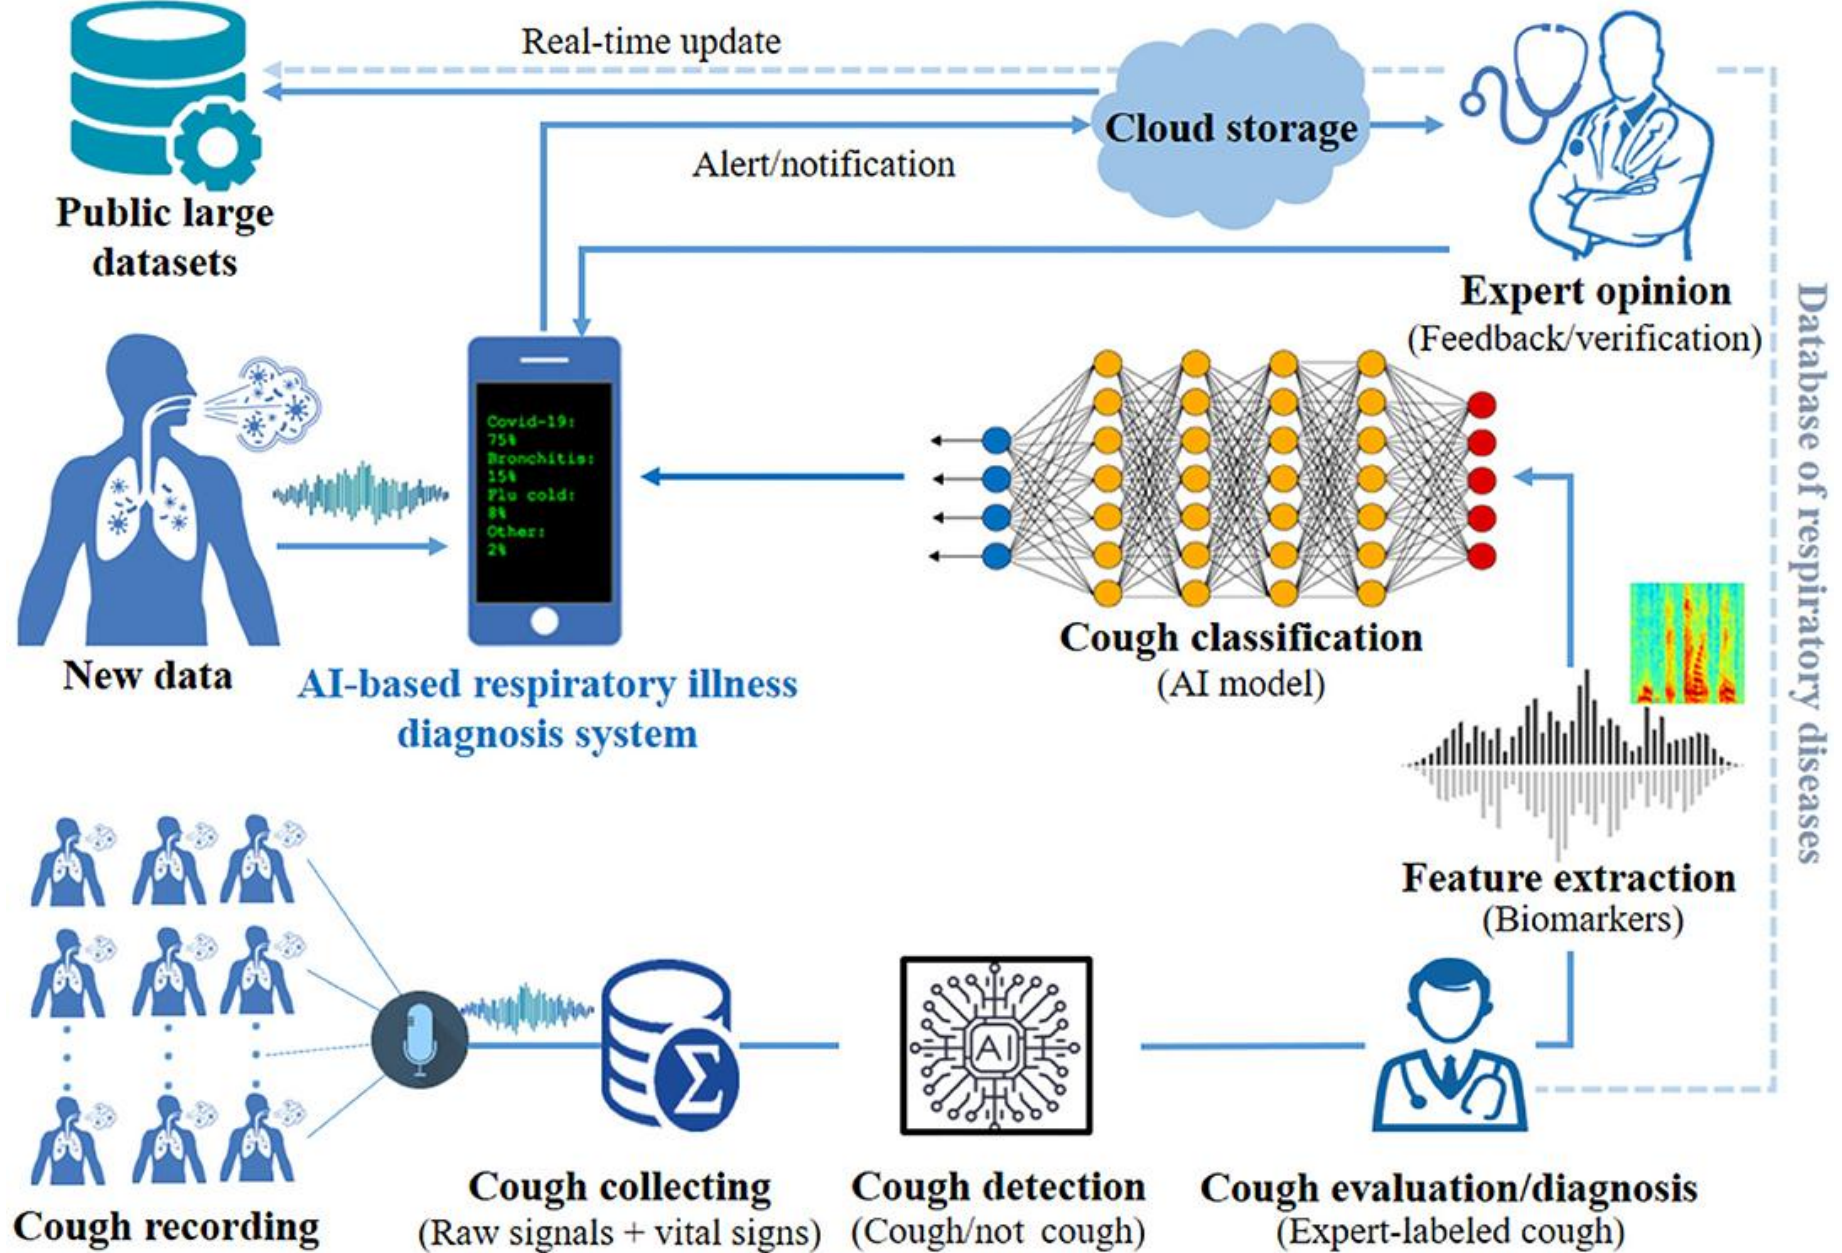 Real-time update
Cloud storage
Alert/notification
Public large
datasets
Expert opinion
(Feedback/verification)
Database of respiratory diseases
Covid-19:
75%
Bronchitis:
15%
Flu cold:
8%
Other:
2%
New data
AI-based respiratory illness
diagnosis system
Cough classification
(AI model)
Feature extraction
(Biomarkers)
AI
Σ
Cough recording
Cough collecting
(Raw signals + vital signs)
Cough detection
(Cough/not cough)
Cough evaluation/diagnosis
(Expert-labeled cough)